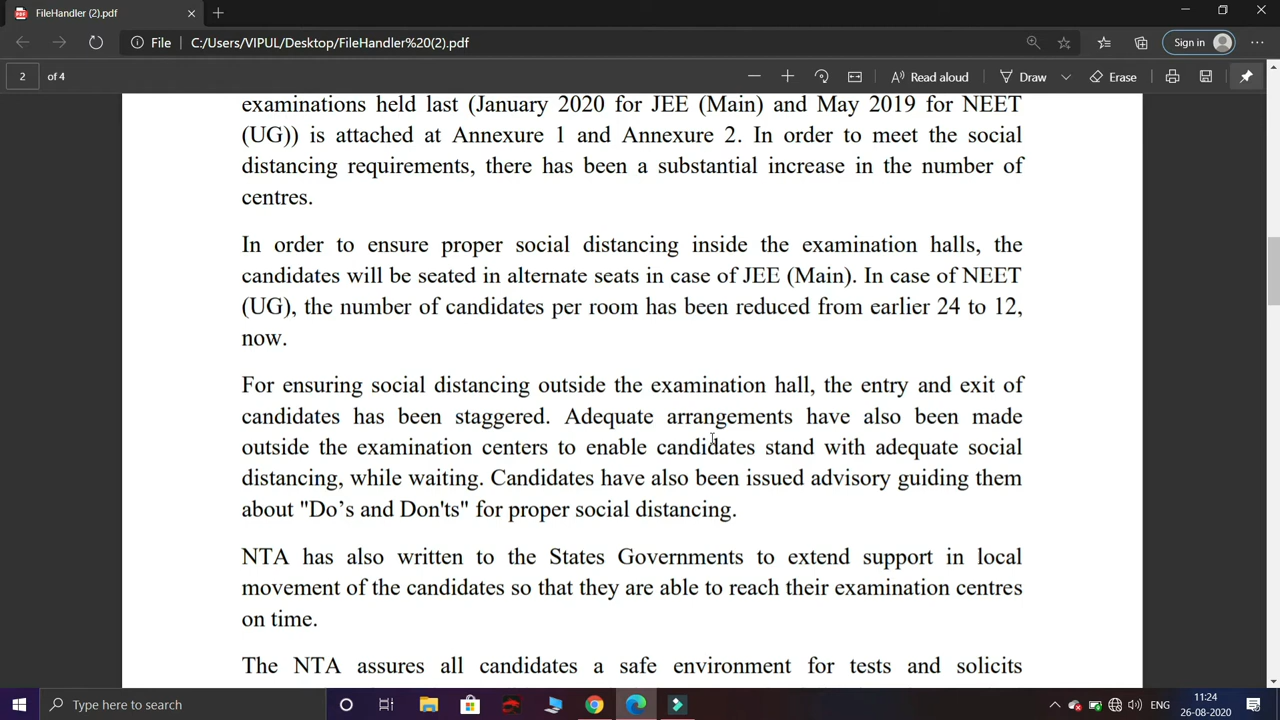 FileHandler (2).pdf
File C:/Users/VIPUL/Desktop/FileHandler%20(2).pdf
Sign in
2 of 4
Read aloud
Draw
Erase
examinations held last (January 2020 for JEE (Main) and May 2019 for NEET
(UG)) is attached at Annexure 1 and Annexure 2. In order to meet the social
distancing requirements, there has been a substantial increase in the number of
centres.
In order to ensure proper social distancing inside the examination halls, the
candidates will be seated in alternate seats in case of JEE (Main). In case of NEET
(UG), the number of candidates per room has been reduced from earlier 24 to 12,
now.
For ensuring social distancing outside the examination hall, the entry and exit of
candidates has been staggered. Adequate arrangements have also been made
outside the examination centers to enable candidates stand with adequate social
distancing, while waiting. Candidates have also been issued advisory guiding them
about "Do’s and Don'ts" for proper social distancing.
NTA has also written to the States Governments to extend support in local
movement of the candidates so that they are able to reach their examination centres
on time.
The NTA assures all candidates a safe environment for tests and solicits
Type here to search
ENG
11:24
26-08-2020